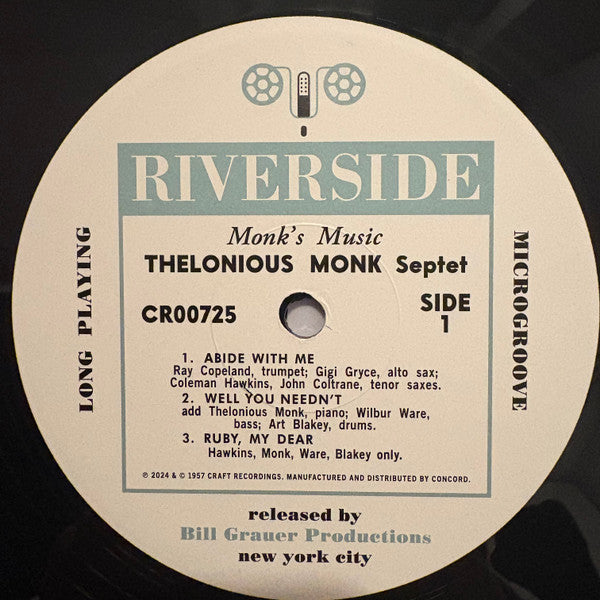 RIVERSIDE
Monk's Music
THELONIOUS MONK Septet
CR00725
SIDE
1
LONG PLAYING
MICROGROOVE
1. ABIDE WITH ME
Ray Copeland, trumpet; Gigi Gryce, alto sax;
Coleman Hawkins, John Coltrane, tenor saxes.
2. WELL YOU NEEDN'T
add Thelonious Monk, piano; Wilbur Ware,
bass; Art Blakey, drums.
3. RUBY, MY DEAR
Hawkins, Monk, Ware, Blakey only.
℗ 2024 & © 1957 CRAFT RECORDINGS. MANUFACTURED AND DISTRIBUTED BY CONCORD.
released by
Bill Grauer Productions
new york city